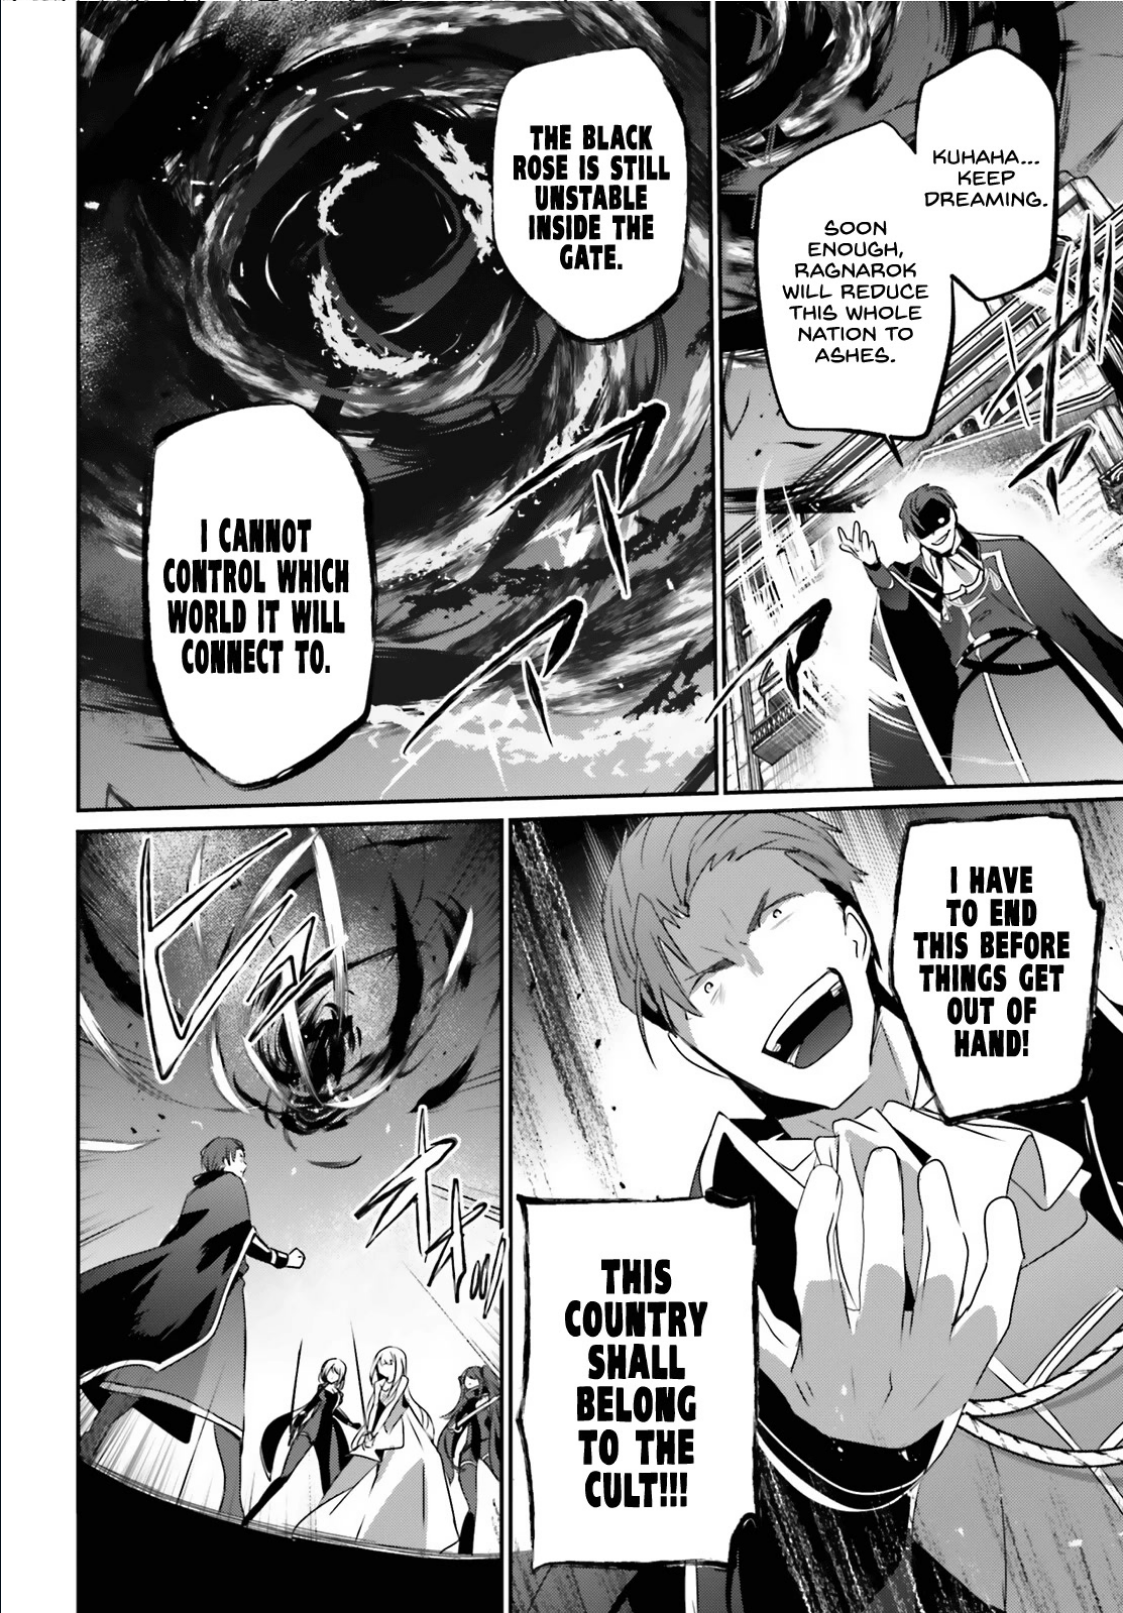 KUHAHA...
KEEP
DREAMING.
SOON
ENOUGH,
RAGNAROK
WILL REDUCE
THIS WHOLE
NATION TO
ASHES.
THE BLACK
ROSE IS STILL
UNSTABLE
INSIDE THE
GATE.
I CANNOT
CONTROL WHICH
WORLD IT WILL
CONNECT TO.
I HAVE
TO END
THIS BEFORE
THINGS GET
OUT OF
HAND!
THIS
COUNTRY
SHALL
BELONG
TO THE
CULT!!!